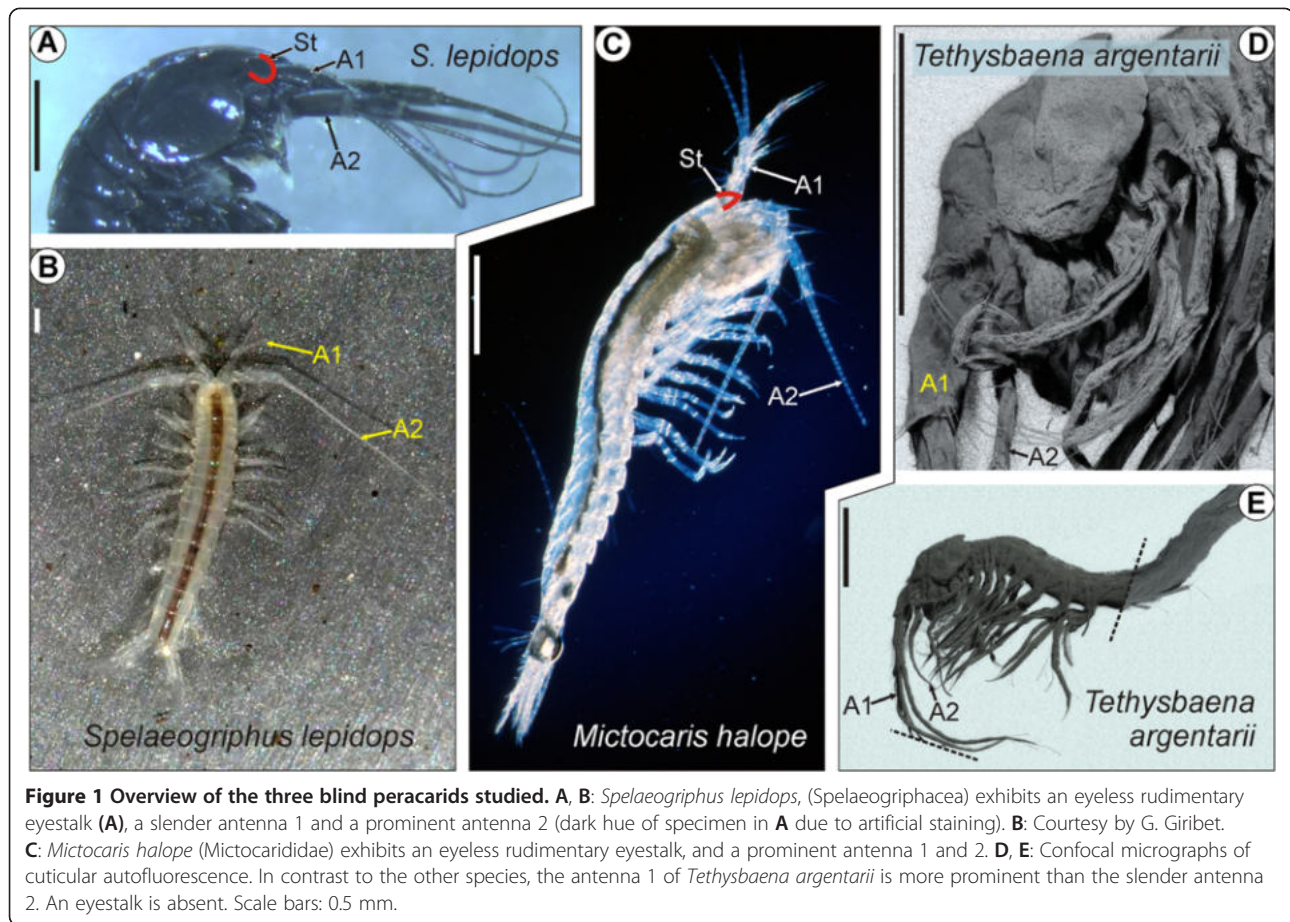 A
St
A1
S. lepidops
A2
B
A1
A2
Spelaeogriphus lepidops
C
St
A1
A2
Mictocaris halope
Tethysbaena argentarii
D
A1
A2
E
A1
A2
Tethysbaena
argentarii
Figure 1 Overview of the three blind peracarids studied. A, B: Spelaeogriphus lepidops, (Spelaeogriphacea) exhibits an eyeless rudimentary
eyestalk (A), a slender antenna 1 and a prominent antenna 2 (dark hue of specimen in A due to artificial staining). B: Courtesy by G. Giribet.
C: Mictocaris halope (Mictocarididae) exhibits an eyeless rudimentary eyestalk, and a prominent antenna 1 and 2. D, E: Confocal micrographs of
cuticular autofluorescence. In contrast to the other species, the antenna 1 of Tethysbaena argentarii is more prominent than the slender antenna
2. An eyestalk is absent. Scale bars: 0.5 mm.